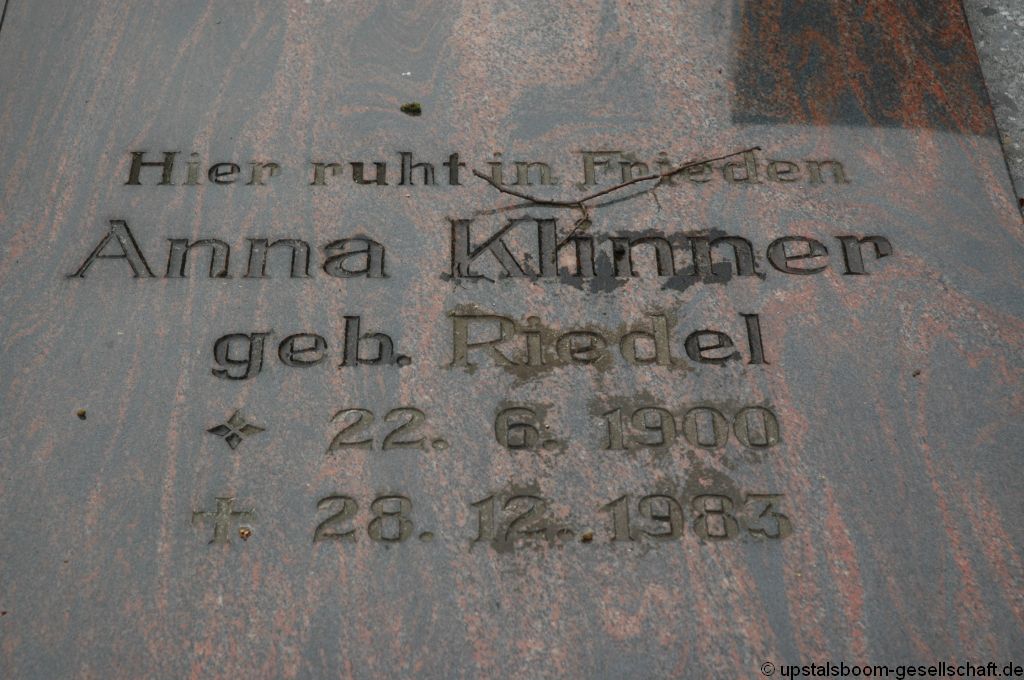 Hier ruht in Frieden
Anna Klinner
geb. Riedel
22. 6. 1900
28. 12. 1983
© upstalsboom-gesellschaft.de